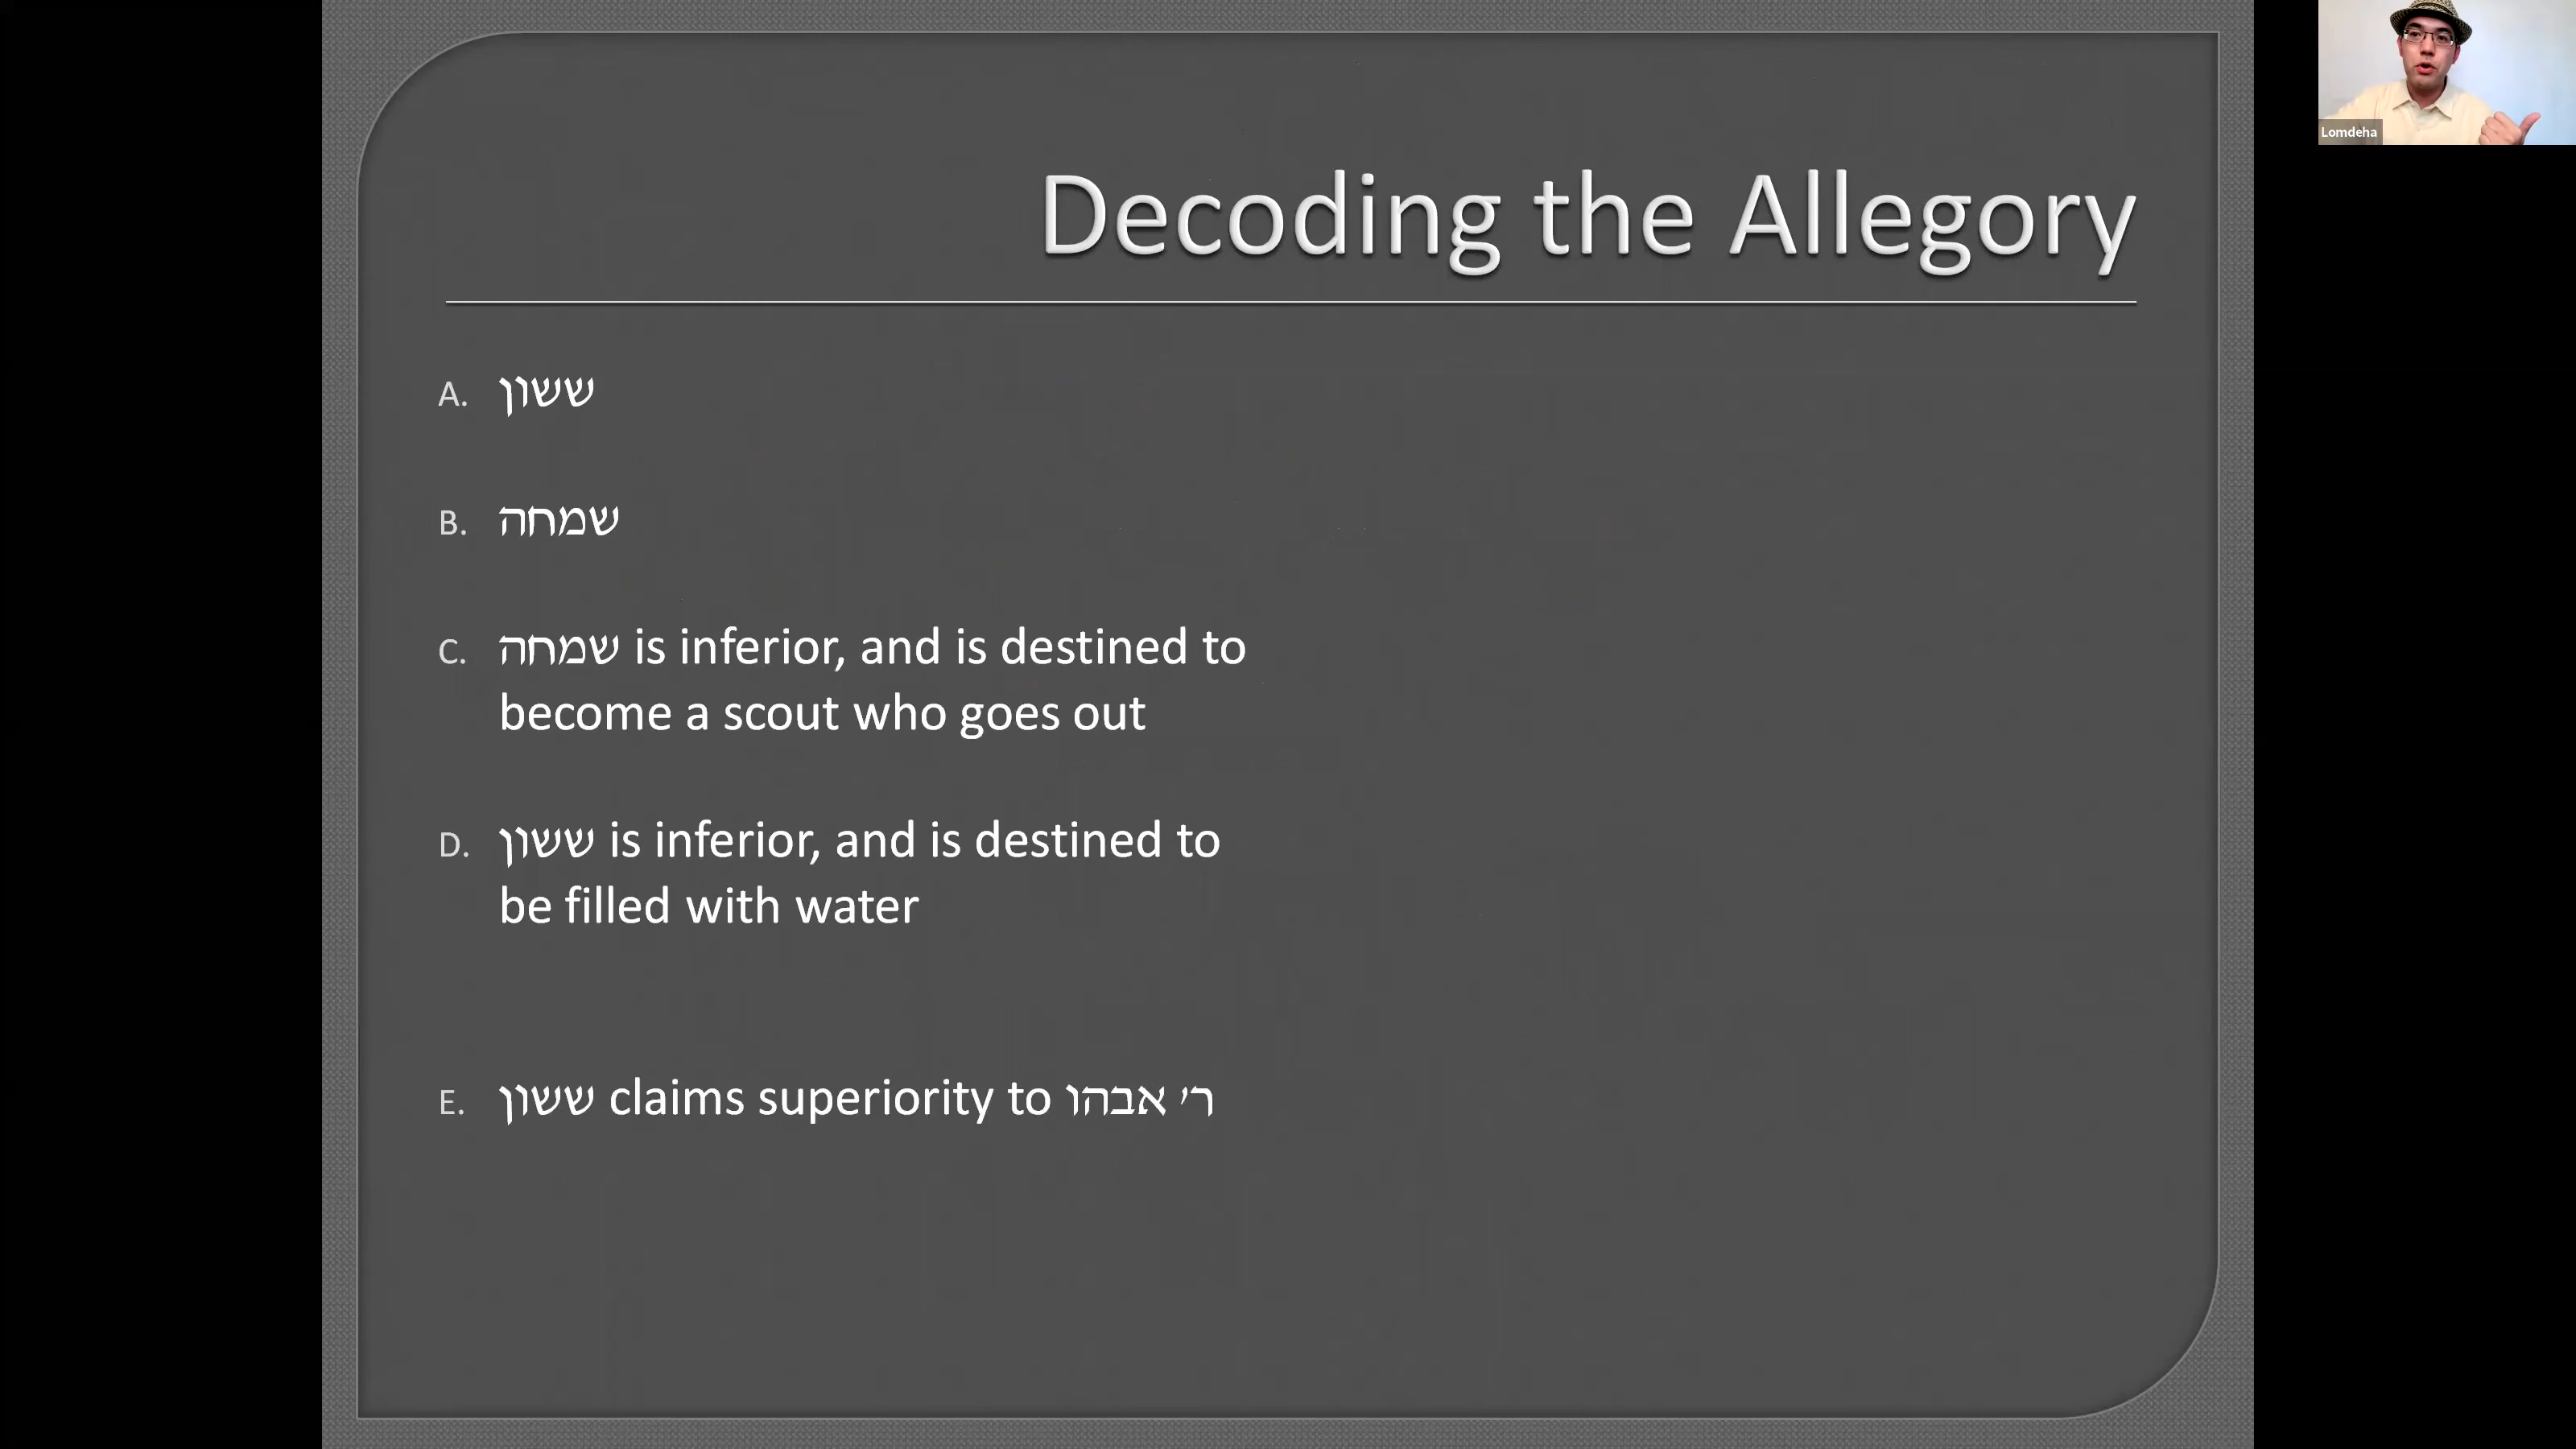 Decoding the Allegory
A. ששון
B. שמחה
C. שמחה is inferior, and is destined to
become a scout who goes out
D. ששון is inferior, and is destined to
be filled with water
E. ששון claims superiority to ר׳ אבהו
Lomdeha